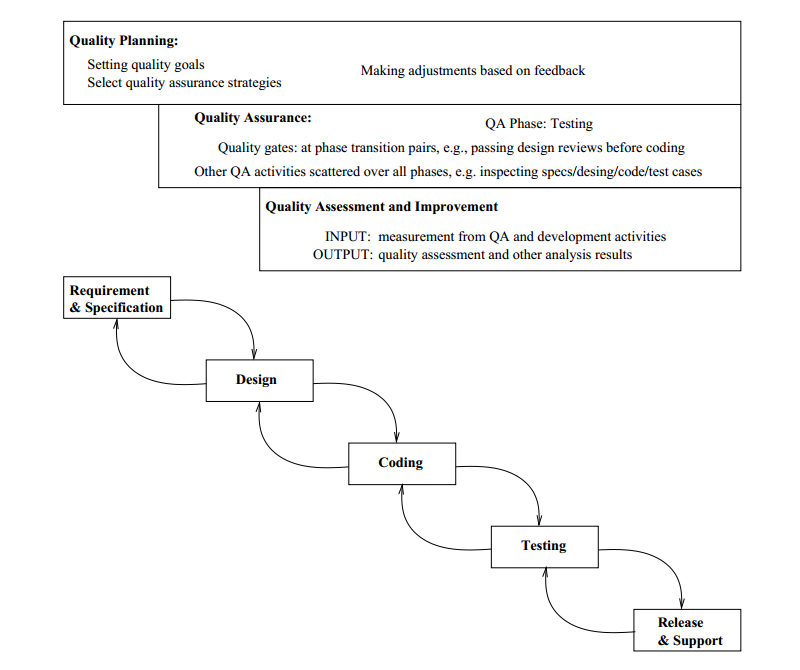 Quality Planning:
Setting quality goals
Select quality assurance strategies
Making adjustments based on feedback
Quality Assurance:
QA Phase: Testing
Quality gates: at phase transition pairs, e.g., passing design reviews before coding
Other QA activities scattered over all phases, e.g. inspecting specs/desing/code/test cases
Quality Assessment and Improvement
INPUT: measurement from QA and development activities
OUTPUT: quality assessment and other analysis results
Requirement
& Specification
Design
Coding
Testing
Release
& Support